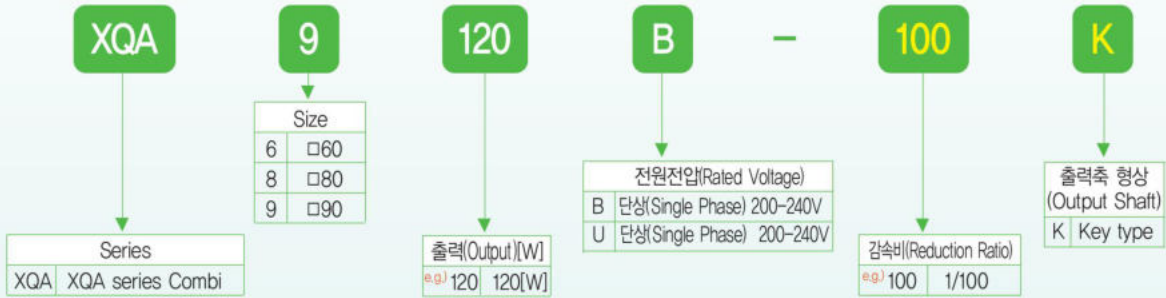 XQA 9 120 B - 100 K
Size
6 □60
8 □80
9 □90
전원전압(Rated Voltage)
B 단상(Single Phase) 200-240V
U 단상(Single Phase) 200-240V
출력축 형상
(Output Shaft)
K Key type
Series
XQA XQA series Combi
출력(Output)[W]
e.g.) 120 120[W]
감속비(Reduction Ratio)
e.g.) 100 1/100